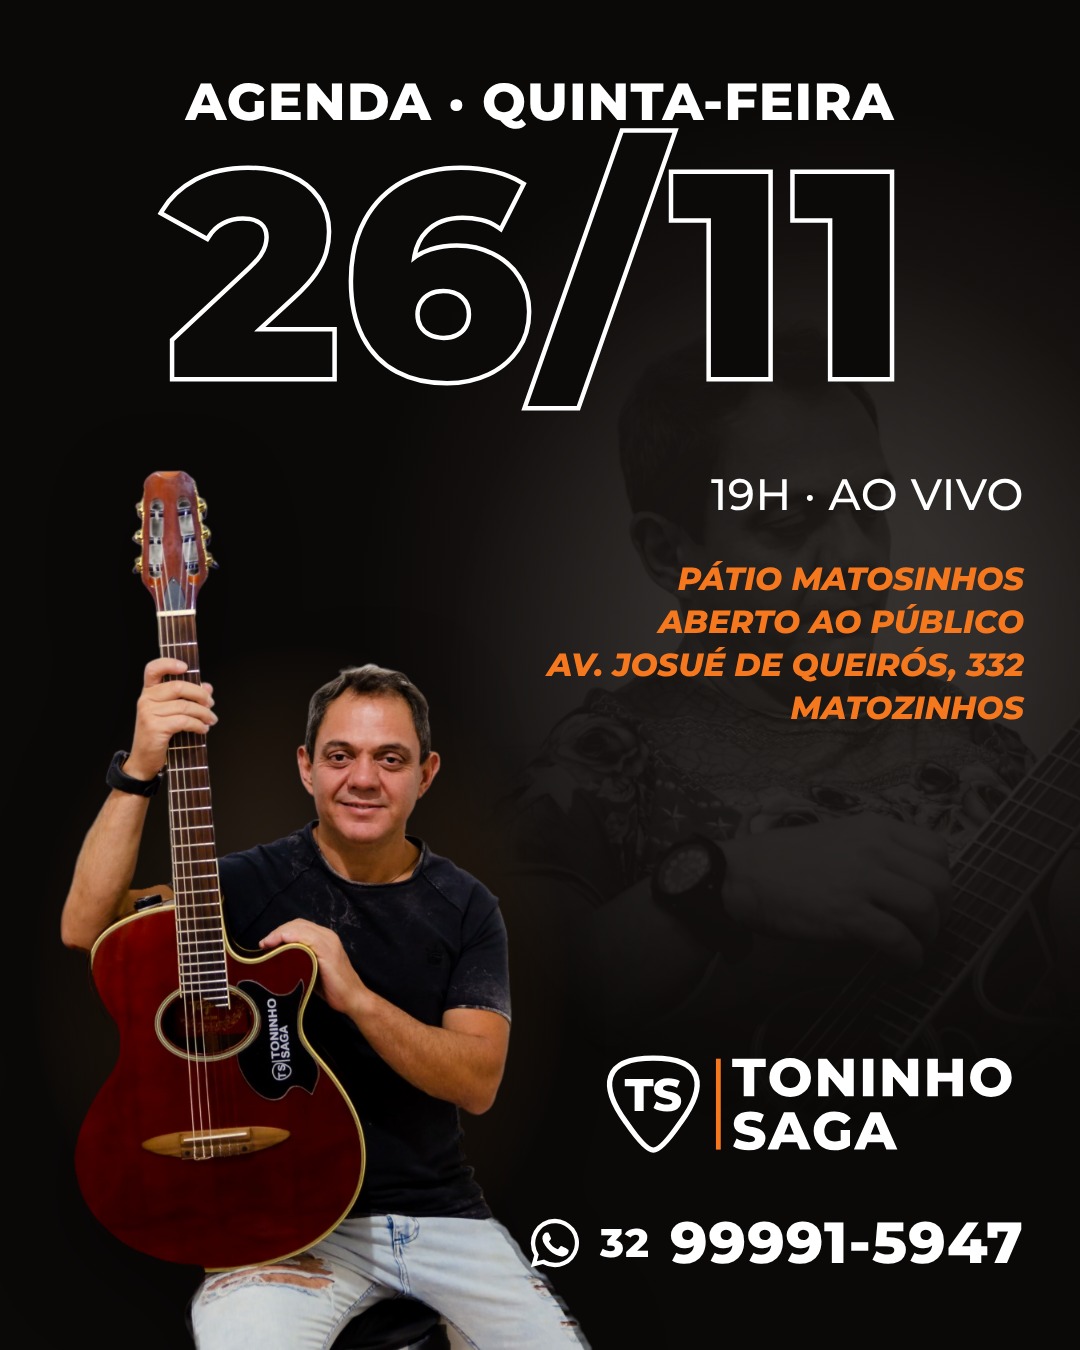 AGENDA • QUINTA-FEIRA
26/11
19H • AO VIVO
PÁTIO MATOSINHOS
ABERTO AO PÚBLICO
AV. JOSUÉ DE QUEIRÓS, 332
MATOZINHOS
TS | TONINHO
SAGA
TS TONINHO
SAGA
32 99991-5947